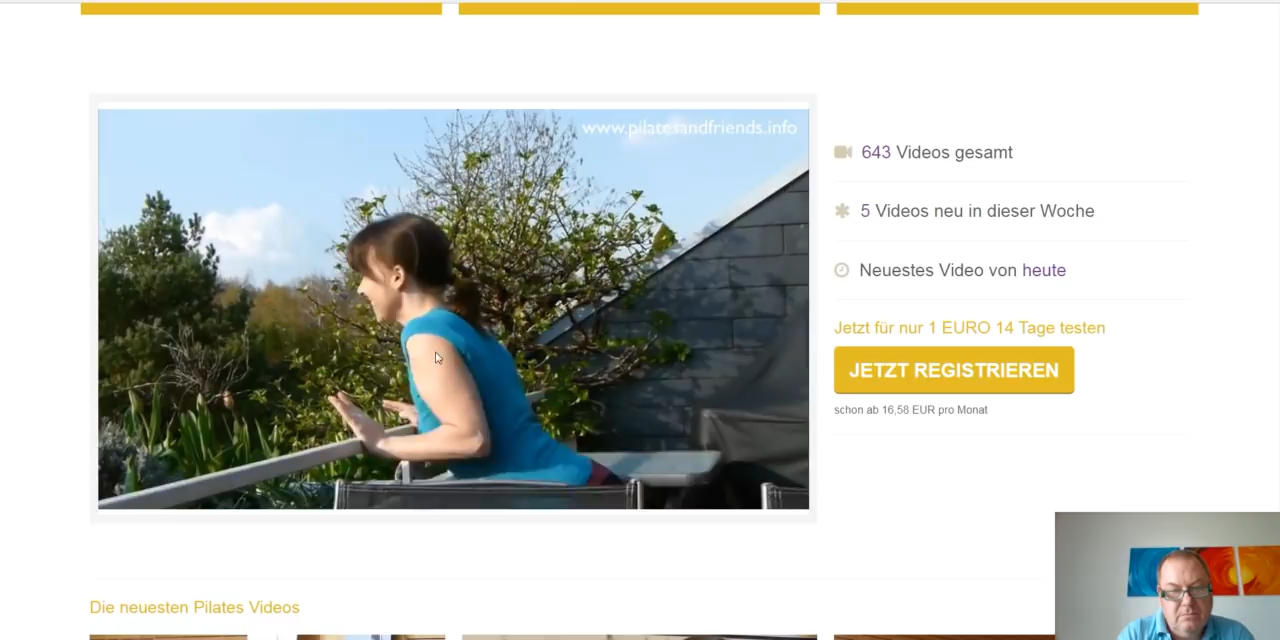 www.pilatesandfriends.info
643 Videos gesamt
5 Videos neu in dieser Woche
Neuestes Video von heute
Jetzt für nur 1 EURO 14 Tage testen
JETZT REGISTRIEREN
schon ab 16,58 EUR pro Monat
Die neuesten Pilates Videos